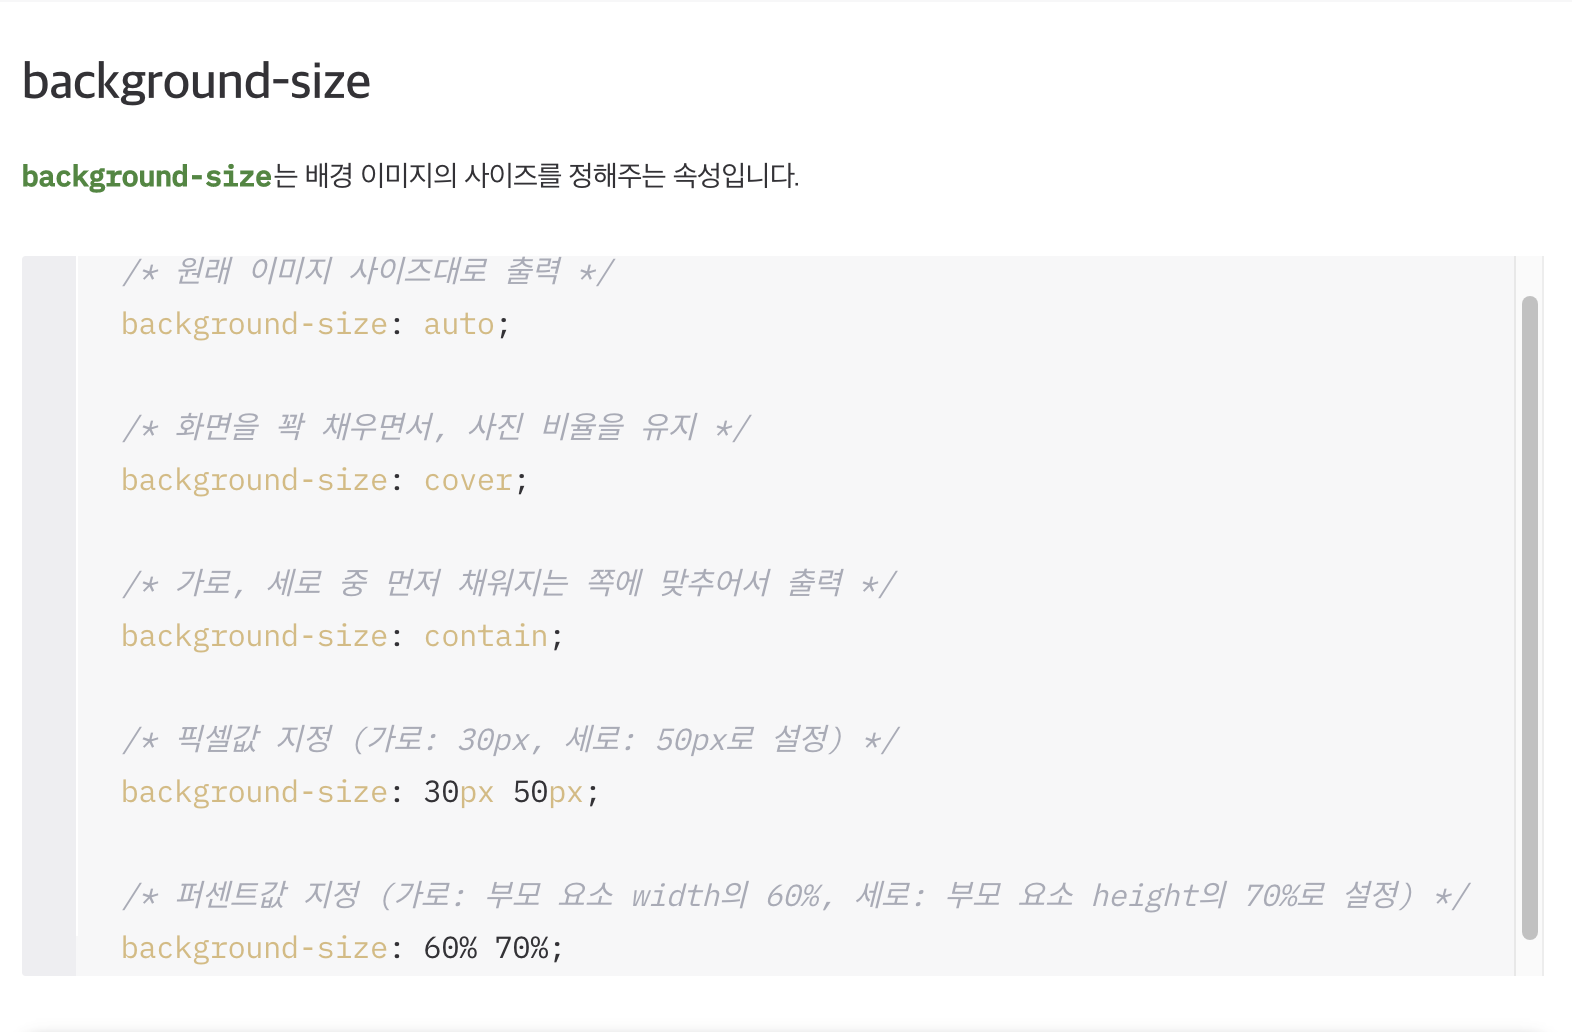 background-size
background-size는 배경 이미지의 사이즈를 정해주는 속성입니다.
/* 원래 이미지 사이즈대로 출력 */
background-size: auto;
/* 화면을 꽉 채우면서, 사진 비율을 유지 */
background-size: cover;
/* 가로, 세로 중 먼저 채워지는 쪽에 맞추어서 출력 */
background-size: contain;
/* 픽셀값 지정 (가로: 30px, 세로: 50px로 설정) */
background-size: 30px 50px;
/* 퍼센트값 지정 (가로: 부모 요소 width의 60%, 세로: 부모 요소 height의 70%로 설정) */
background-size: 60% 70%;